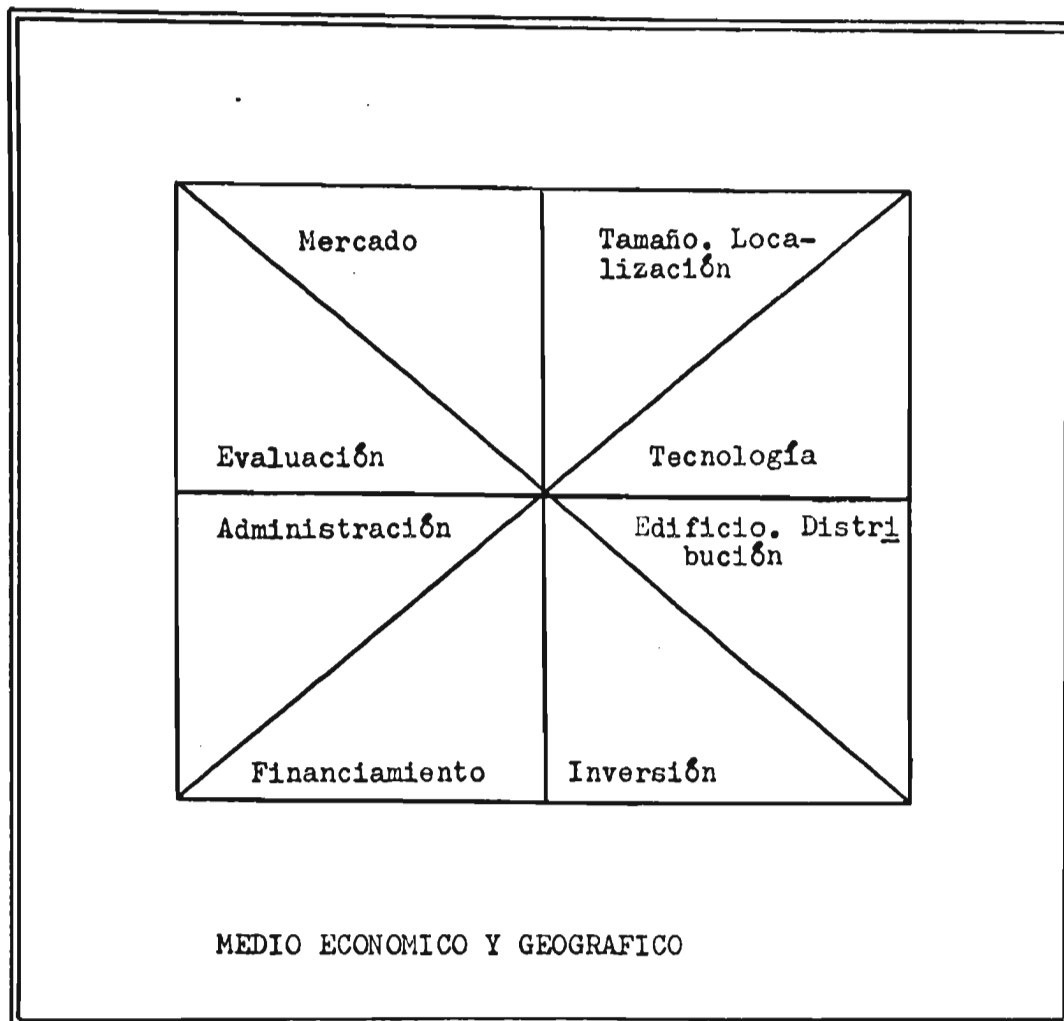 Mercado
Tamaño. Loca-
lización
Evaluación
Tecnología
Administración
Edificio. Distri
bución
Financiamiento
Inversión
MEDIO ECONOMICO Y GEOGRAFICO